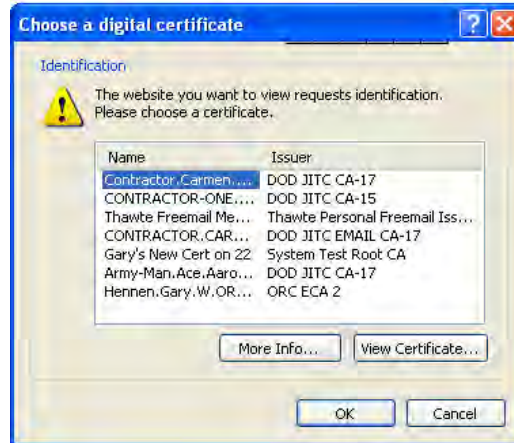 Choose a digital certificate
Identification
The website you want to view requests identification.
Please choose a certificate.
Name Issuer
Contractor.Carmen.... DOD JITC CA-17
CONTRACTOR-ONE.... DOD JITC CA-15
Thawte Freemail Me... Thawte Personal Freemail Iss...
CONTRACTOR.CAR... DOD JITC EMAIL CA-17
Gary's New Cert on 22 System Test Root CA
Army-Man.Ace.Aaro... DOD JITC CA-17
Hennen.Gary.W.OR... ORC ECA 2
More Info... View Certificate...
OK Cancel